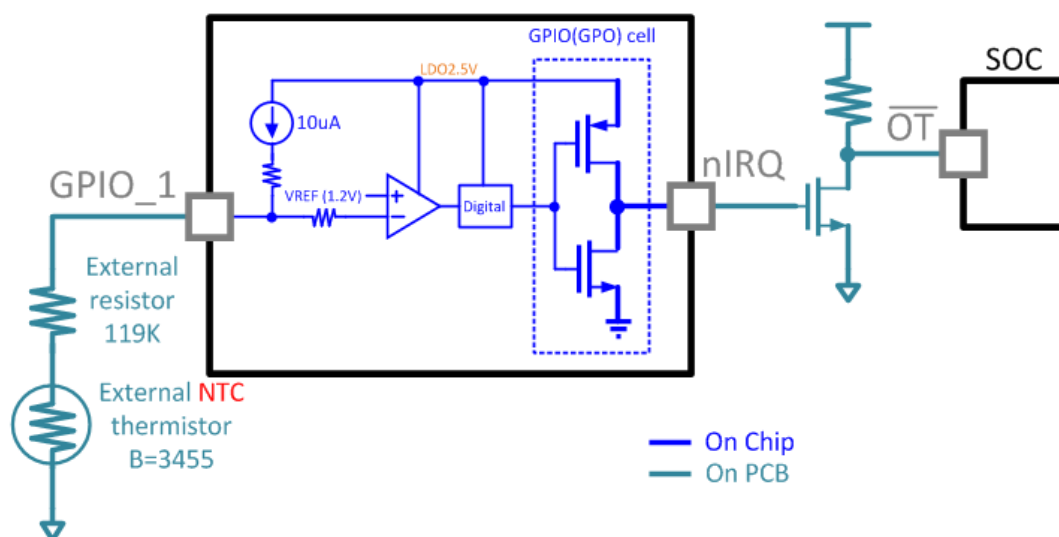 GPIO(GPO) cell
LDO2.5V
SOC
10uA
OT
GPIO_1
VREF (1.2V)
+
−
Digital
nIRQ
External
resistor
119K
External NTC
thermistor
B=3455
On Chip
On PCB